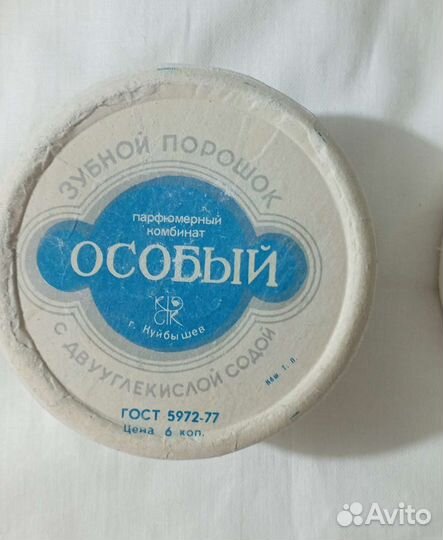 ЗУБНОЙ ПОРОШОК
парфюмерный
комбинат
ОСОБЫЙ
г. Куйбышев
С ДВУУГЛЕКИСЛОЙ СОДОЙ
ГОСТ 5972-77
Цена 6 коп.
Avito